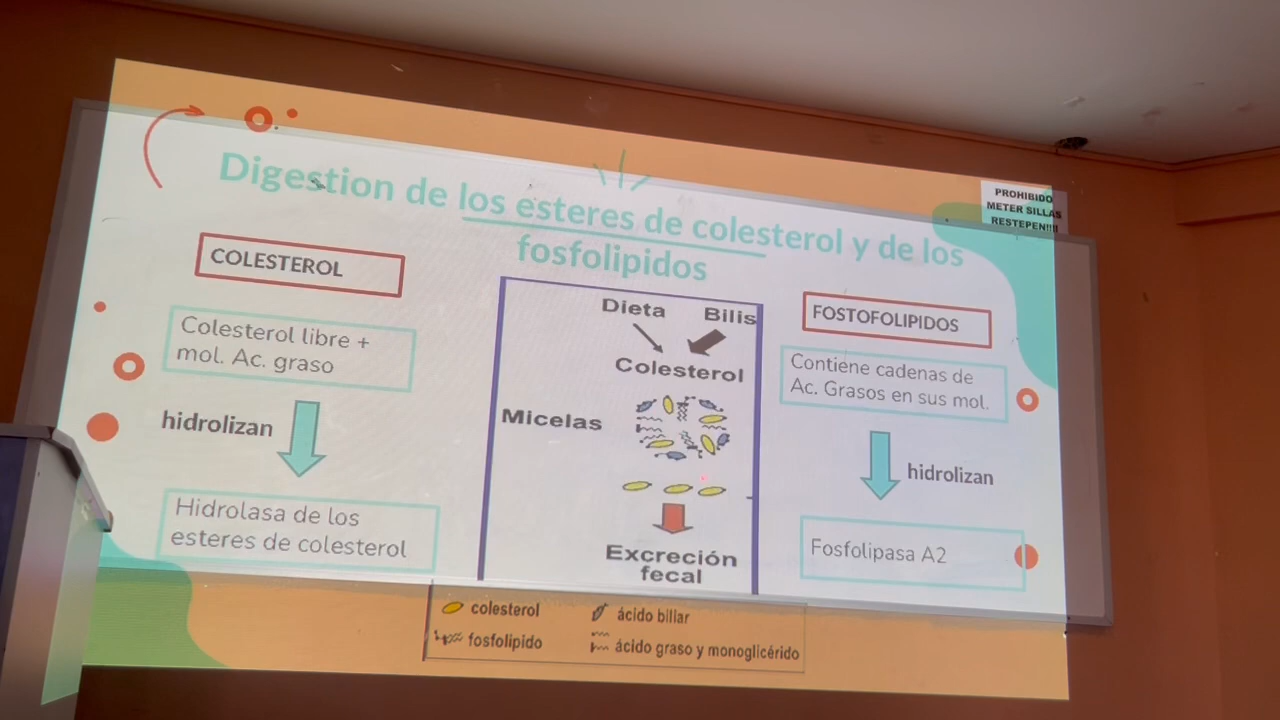 PROHIBIDO
METER SILLAS
RESTEPEN!!!!
Digestion de los esteres de colesterol y de los
fosfolipidos
COLESTEROL
Colesterol libre +
mol. Ac. graso
hidrolizan
Hidrolasa de los
esteres de colesterol
Dieta
Bilis
Colesterol
Micelas
Excreción
fecal
FOSTOFOLIPIDOS
Contiene cadenas de
Ac. Grasos en sus mol.
hidrolizan
Fosfolipasa A2
colesterol
ácido biliar
fosfolipido
ácido graso y monoglicérido